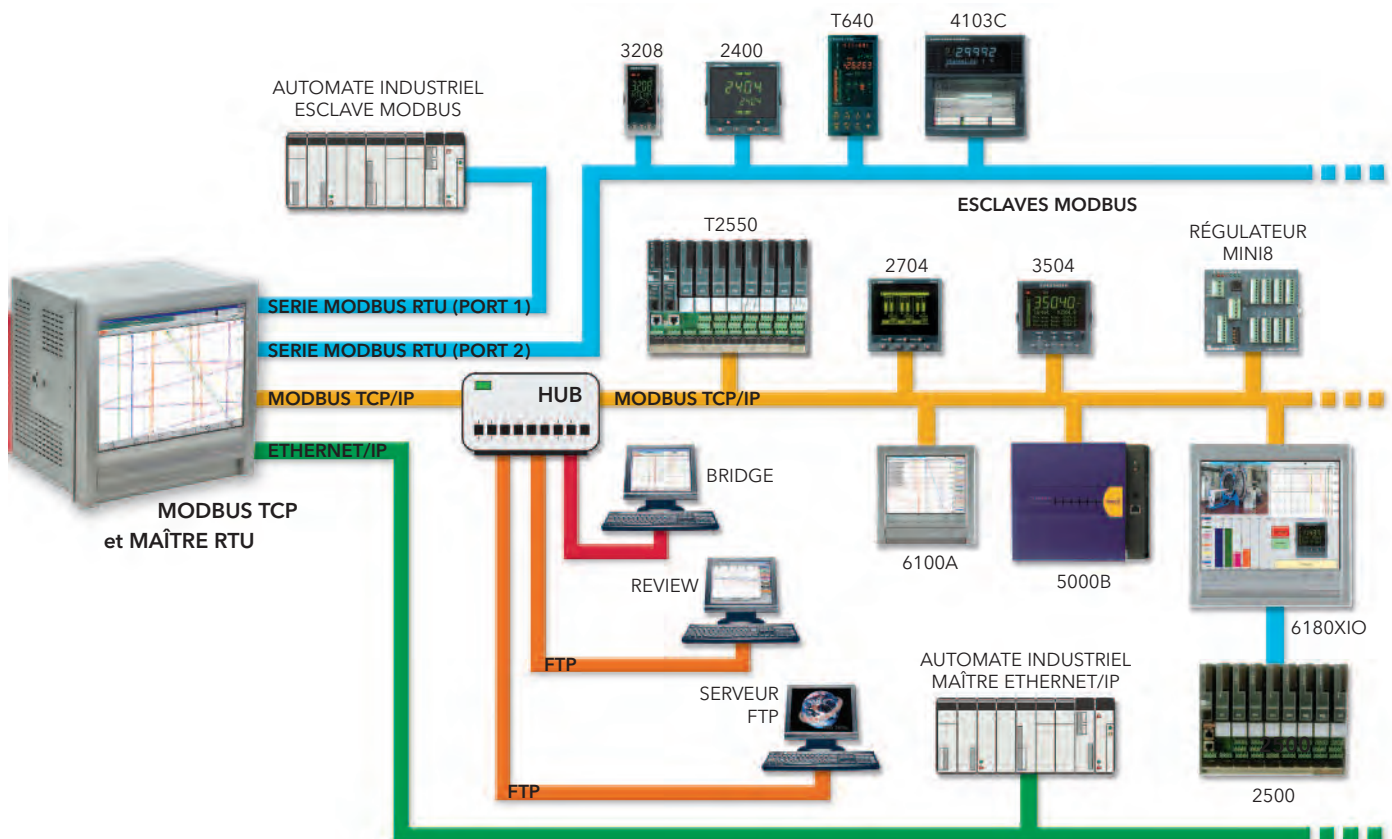 T640
4103C
3208
2400
AUTOMATE INDUSTRIEL
ESCLAVE MODBUS
ESCLAVES MODBUS
T2550
RÉGULATEUR
MINI8
2704
3504
SERIE MODBUS RTU (PORT 1)
SERIE MODBUS RTU (PORT 2)
MODBUS TCP/IP
HUB
MODBUS TCP/IP
ETHERNET/IP
MODBUS TCP
et MAÎTRE RTU
BRIDGE
6100A
5000B
REVIEW
6180XIO
FTP
AUTOMATE INDUSTRIEL
MAÎTRE ETHERNET/IP
SERVEUR
FTP
2500
FTP